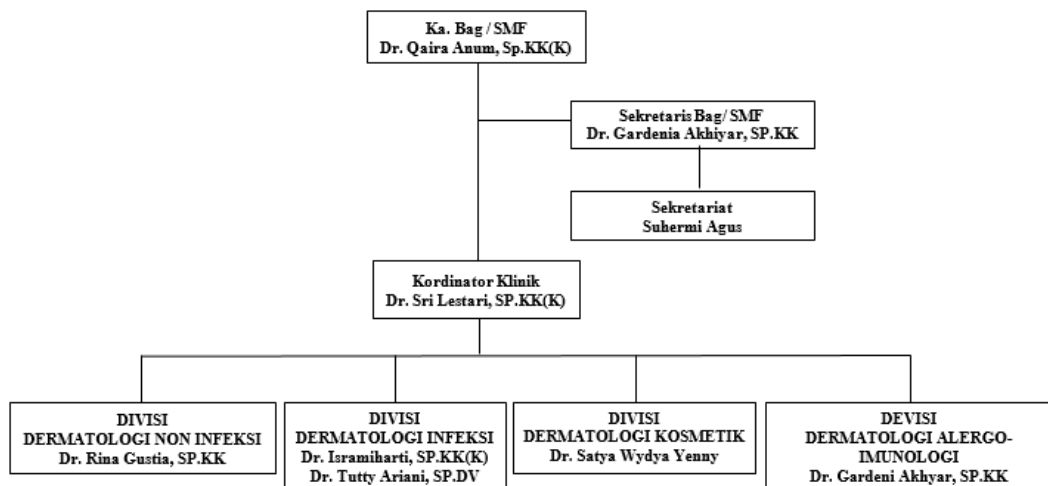 Ka. Bag / SMF
Dr. Qaira Anum, Sp.KK(K)
Sekretaris Bag/ SMF
Dr. Gardenia Akhiyar, SP.KK
Sekretariat
Suhermi Agus
Kordinator Klinik
Dr. Sri Lestari, SP.KK(K)
DIVISI
DERMATOLOGI NON INFEKSI
Dr. Rina Gustia, SP.KK
DIVISI
DERMATOLOGI INFEKSI
Dr. Isramiharti, SP.KK(K)
Dr. Tutty Ariani, SP.DV
DIVISI
DERMATOLOGI KOSMETIK
Dr. Satya Wydya Yenny
DEVISI
DERMATOLOGI ALERGO-
IMUNOLOGI
Dr. Gardeni Akhyar, SP.KK